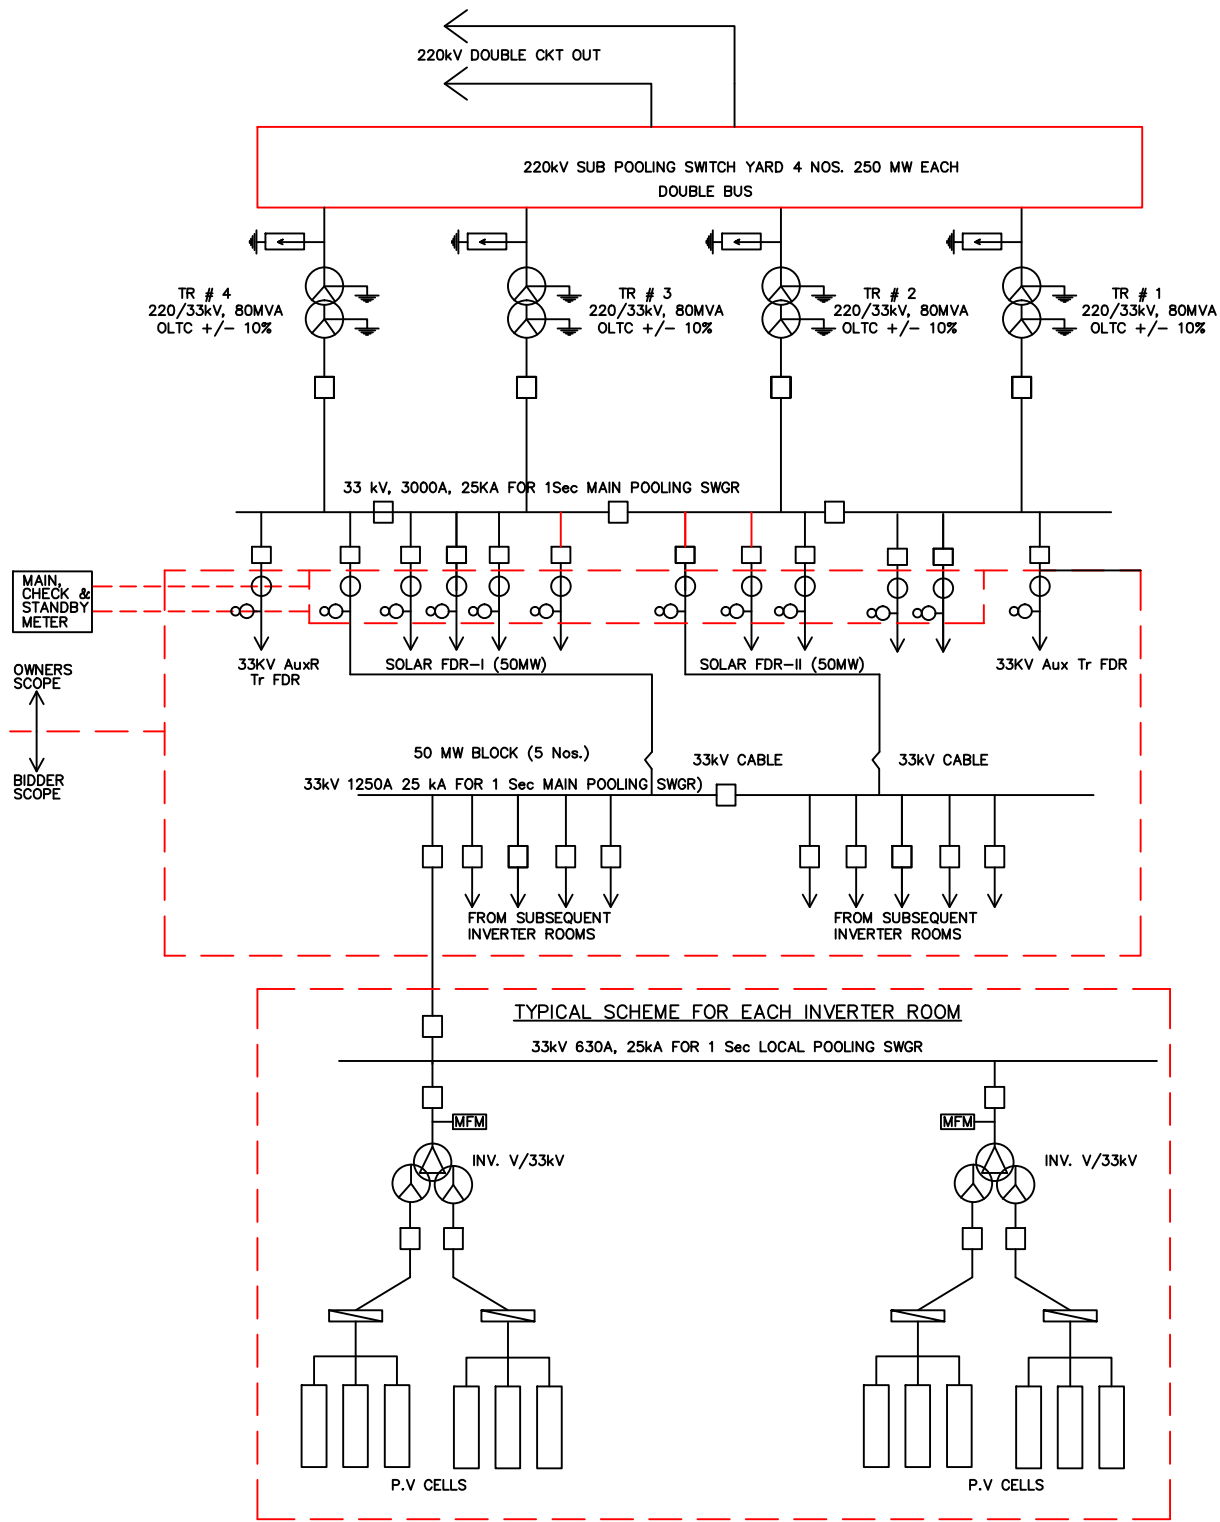 220kV DOUBLE CKT OUT
220kV SUB POOLING SWITCH YARD 4 NOS. 250 MW EACH
DOUBLE BUS
TR # 4
220/33kV, 80MVA
OLTC +/- 10%
TR # 3
220/33kV, 80MVA
OLTC +/- 10%
TR # 2
220/33kV, 80MVA
OLTC +/- 10%
TR # 1
220/33kV, 80MVA
OLTC +/- 10%
33 kV, 3000A, 25KA FOR 1Sec MAIN POOLING SWGR
MAIN,
CHECK &
STANDBY
METER
33KV AuxR
Tr FDR
SOLAR FDR-I (50MW)
SOLAR FDR-II (50MW)
33KV Aux Tr FDR
OWNERS
SCOPE
BIDDER
SCOPE
50 MW BLOCK (5 Nos.)
33kV CABLE
33kV CABLE
33kV 1250A 25 kA FOR 1 Sec MAIN POOLING SWGR)
FROM SUBSEQUENT
INVERTER ROOMS
FROM SUBSEQUENT
INVERTER ROOMS
TYPICAL SCHEME FOR EACH INVERTER ROOM
33kV 630A, 25kA FOR 1 Sec LOCAL POOLING SWGR
MFM
MFM
INV. V/33kV
INV. V/33kV
P.V CELLS
P.V CELLS